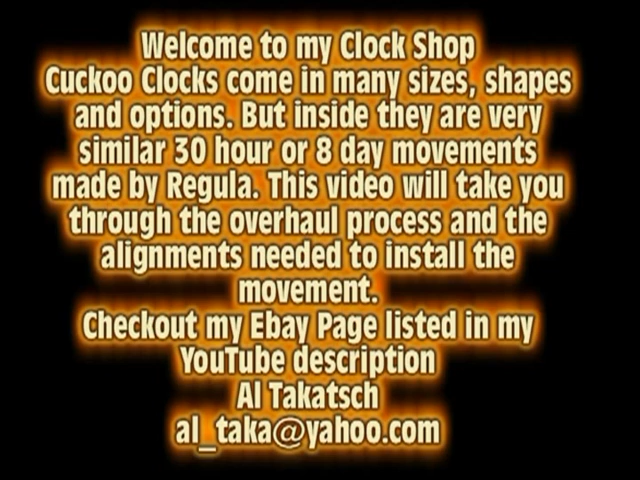 Welcome to my Clock Shop
Cuckoo Clocks come in many sizes, shapes
and options. But inside they are very
similar 30 hour or 8 day movements
made by Regula. This video will take you
through the overhaul process and the
alignments needed to install the
movement.
Checkout my Ebay Page listed in my
YouTube description
Al Takatsch
al_taka@yahoo.com